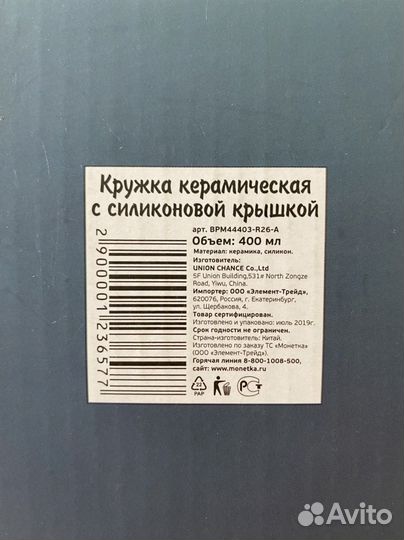 Кружка керамическая
с силиконовой крышкой
арт. BPM44403-R26-A
Объем: 400 мл
Материал: керамика, силикон.
Изготовитель:
UNION CHANCE Co.,Ltd
SF Union Building,531# North Zongze
Road, Yiwu, China.
Импортер: ООО «Элемент-Трейд»,
620076, Россия, г. Екатеринбург,
ул. Щербакова, 4.
Товар сертифицирован.
Изготовлено и упаковано: июль 2019г.
Срок годности не ограничен.
Страна-изготовитель: Китай.
Изготовлено по заказу ТС «Монетка»
(ООО «Элемент-Трейд»).
Горячая линия 8-800-1008-500,
сайт: www.monetka.ru
2900001236577
22
PAP
РСТ
Avito